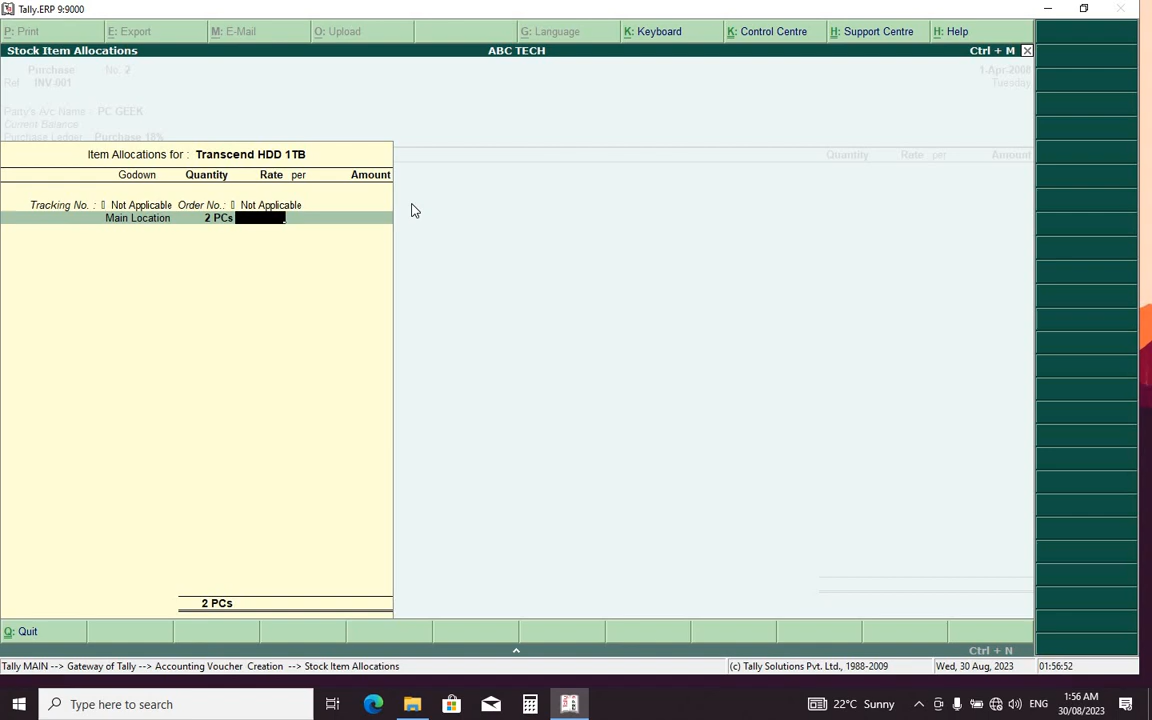 Tally.ERP 9:9000
P: Print E: Export M: E-Mail O: Upload G: Language K: Keyboard K: Control Centre H: Support Centre H: Help
Stock Item Allocations ABC TECH Ctrl + M
Purchase No. 2 1-Apr-2008
Ref INV 001 Tuesday
Party's A/c Name : PC GEEK
Current Balance
Purchase Ledger Purchase 18%
Item Allocations for : Transcend HDD 1TB
Quantity Rate per Amount
Godown Quantity Rate per Amount
Tracking No. : Not Applicable Order No.: Not Applicable
Main Location 2 PCs
2 PCs
Q: Quit
Ctrl + N
Tally MAIN --> Gateway of Tally --> Accounting Voucher Creation --> Stock Item Allocations (c) Tally Solutions Pvt. Ltd., 1988-2009 Wed, 30 Aug, 2023 01:56:52
Type here to search 22°C Sunny ENG 1:56 AM
30/08/2023